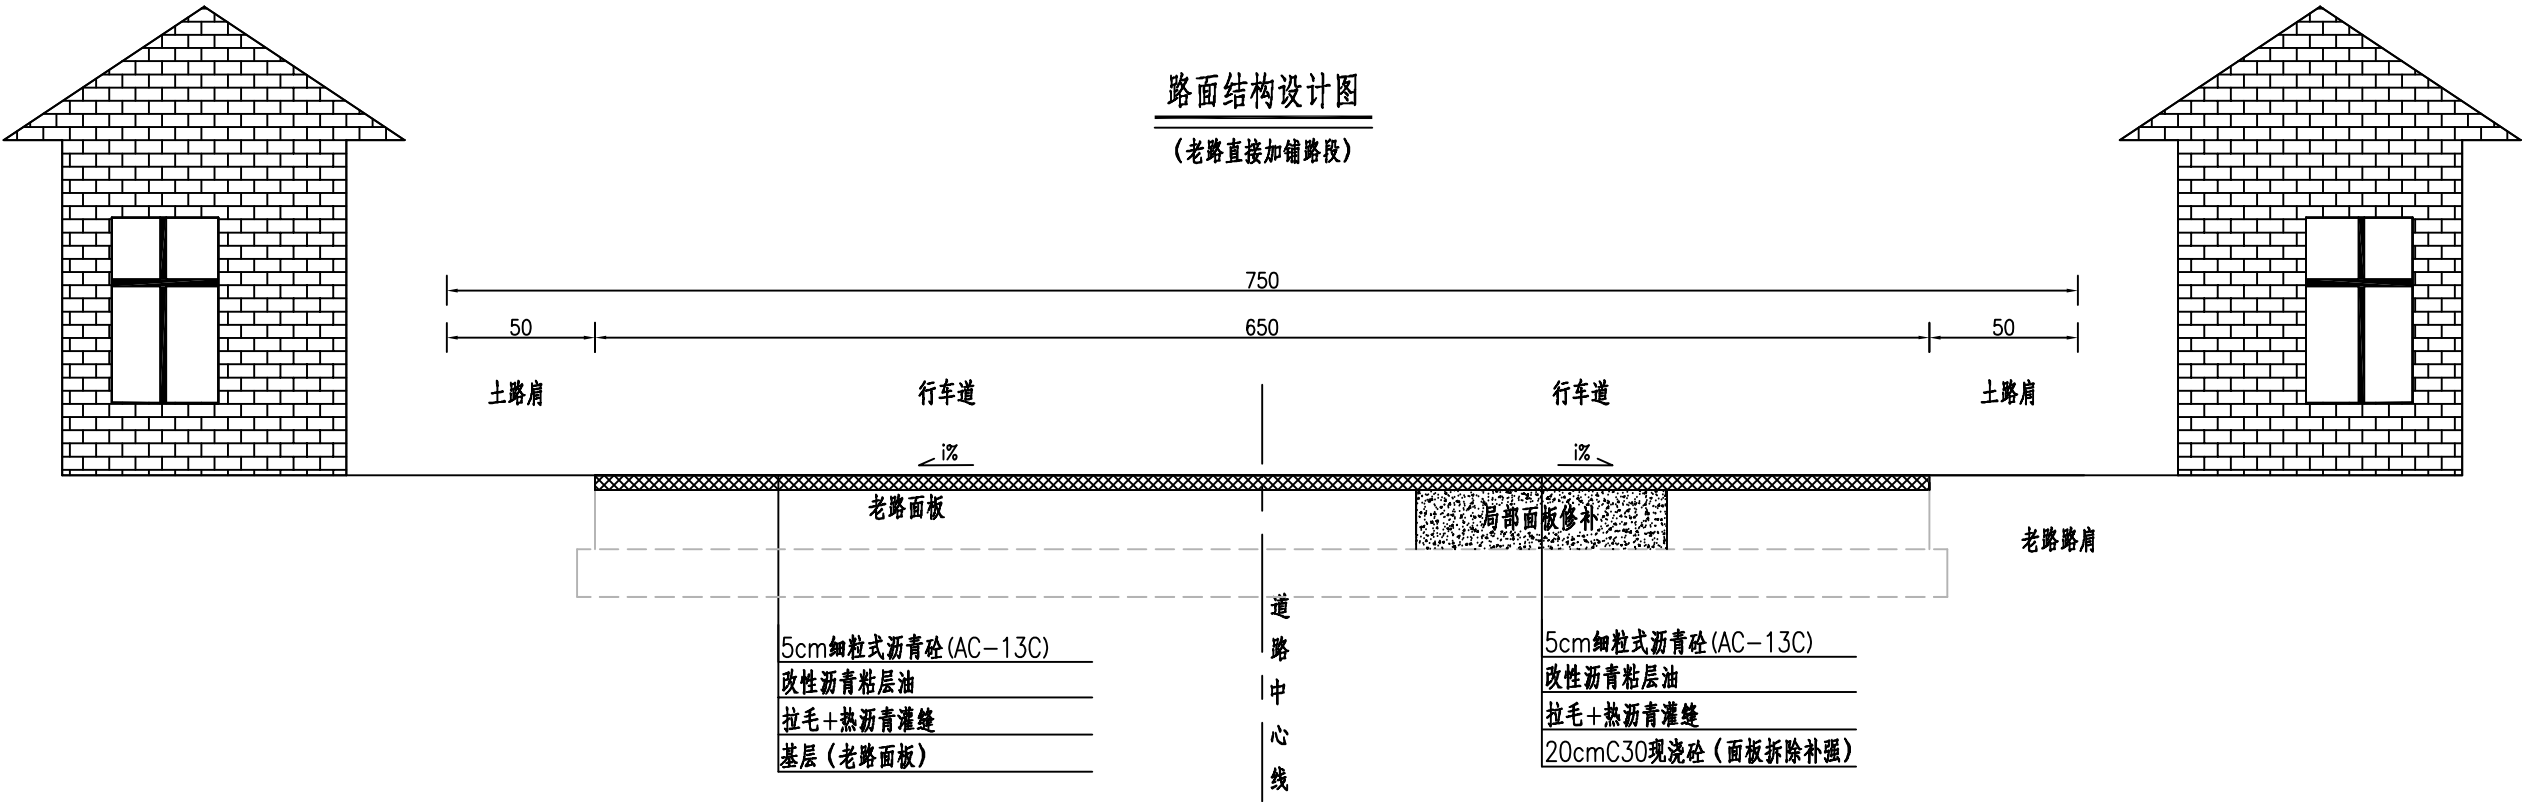 路面结构设计图
（老路直接加铺路段）
750
50
650
50
土路肩
行车道
行车道
土路肩
i%
i%
老路面板
局部面板修补
老路路肩
道路中心线
5cm细粒式沥青砼(AC-13C)
改性沥青粘层油
拉毛+热沥青灌缝
基层（老路面板）
5cm细粒式沥青砼(AC-13C)
改性沥青粘层油
拉毛+热沥青灌缝
20cmC30现浇砼（面板拆除补强）